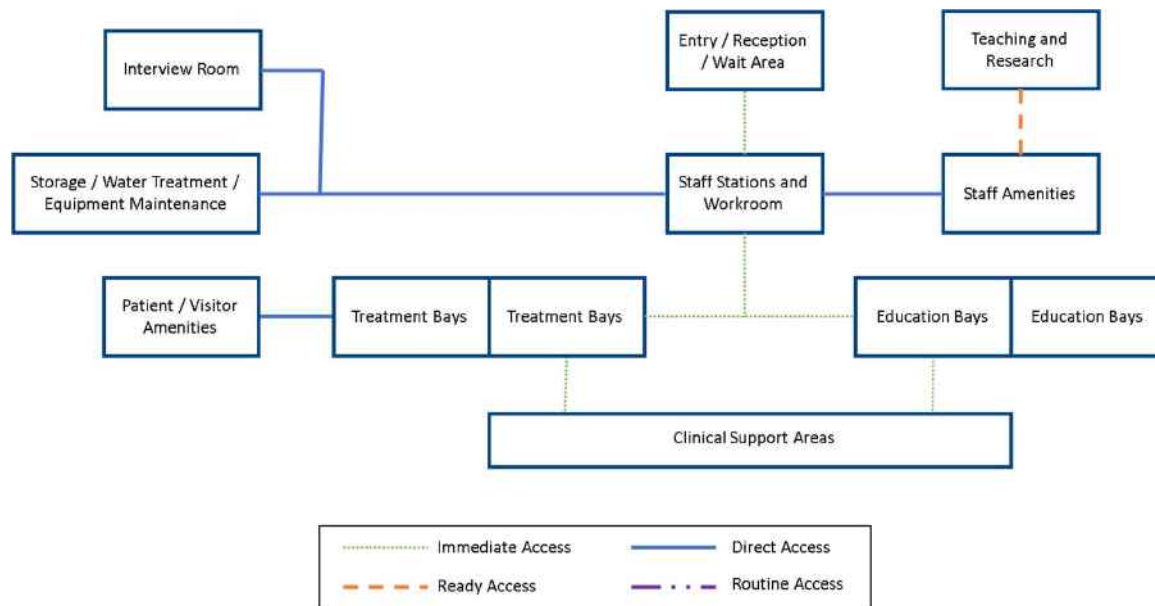 Entry / Reception
/ Wait Area
Teaching and
Research
Interview Room
Storage / Water Treatment /
Equipment Maintenance
Staff Stations and
Workroom
Staff Amenities
Patient / Visitor
Amenities
Treatment Bays
Treatment Bays
Education Bays
Education Bays
Clinical Support Areas
Immediate Access
Direct Access
Ready Access
Routine Access